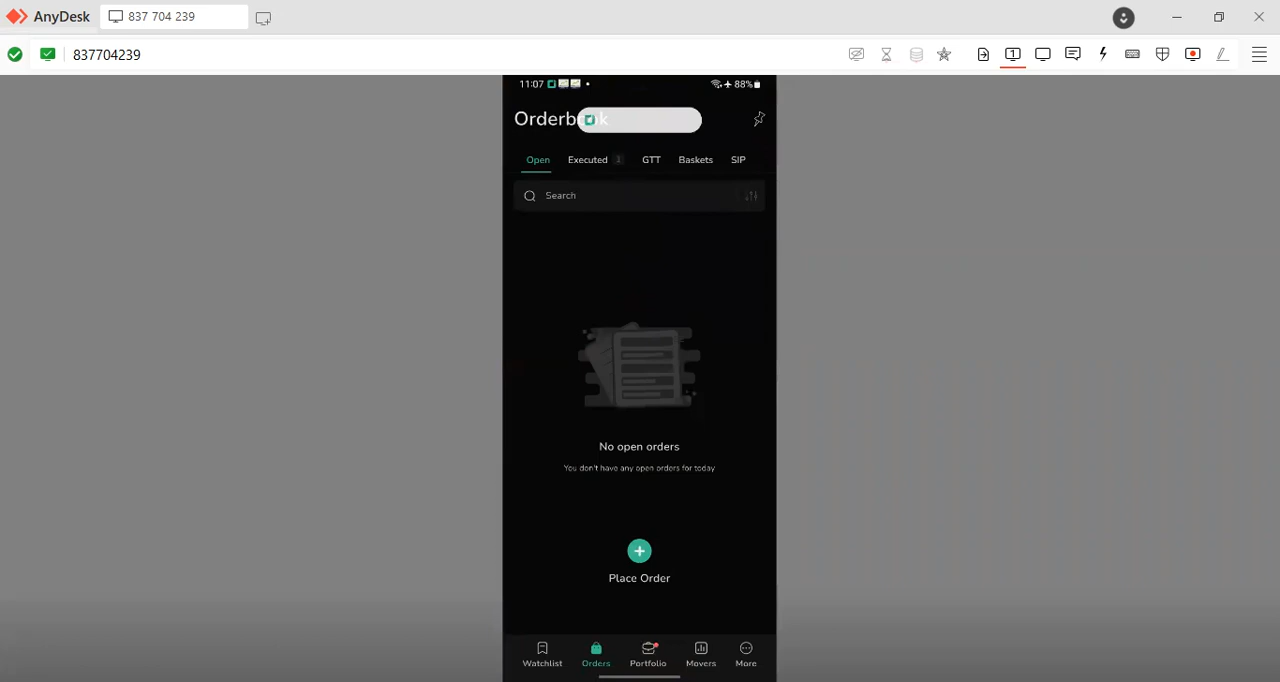 AnyDesk
837 704 239
837704239
1
11:07
88%
Orderb k
Open
Executed
GTT
Baskets
SIP
Search
No open orders
You don't have any open orders for today
Place Order
Watchlist
Orders
Portfolio
Movers
More